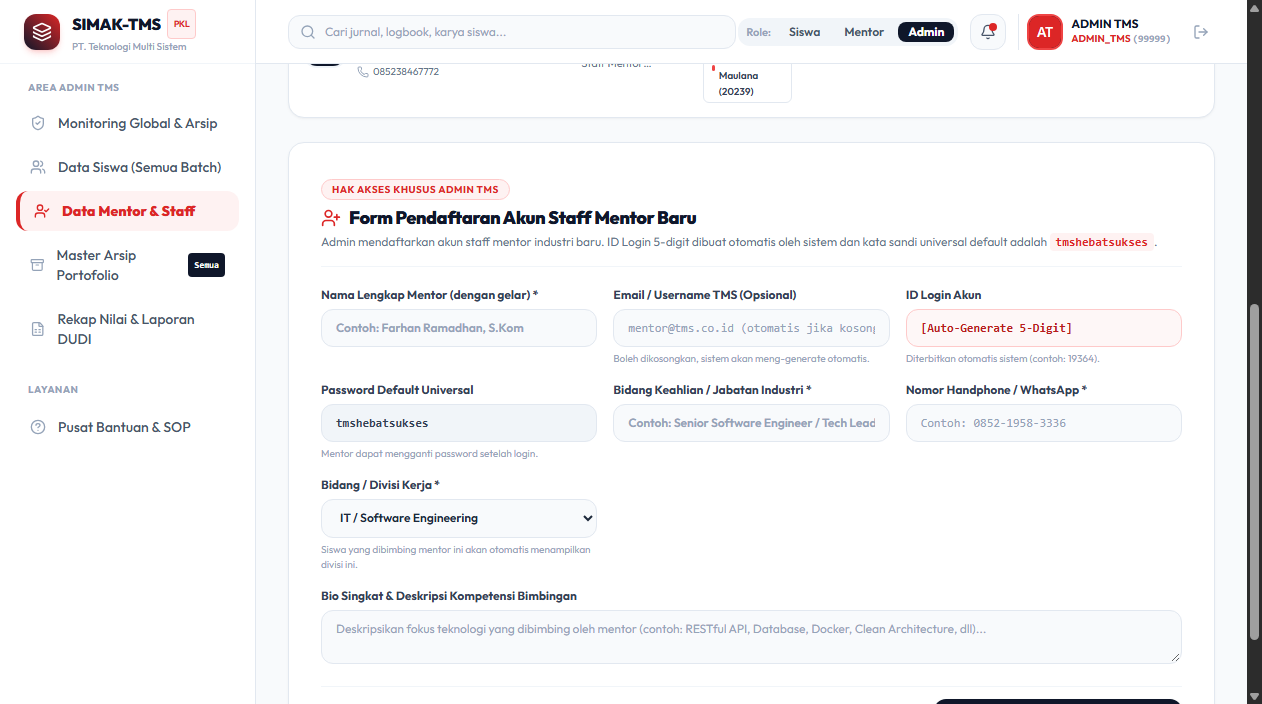 SIMAK-TMS
PKL
PT. Teknologi Multi Sistem
Cari jurnal, logbook, karya siswa...
Role:
Siswa
Mentor
Admin
AT
ADMIN TMS
ADMIN_TMS (99999)
AREA ADMIN TMS
Monitoring Global & Arsip
Data Siswa (Semua Batch)
Data Mentor & Staff
Master Arsip
Portofolio
Semua
Rekap Nilai & Laporan
DUDI
LAYANAN
Pusat Bantuan & SOP
085238467772
Staff Mentor...
Maulana
(20239)
HAK AKSES KHUSUS ADMIN TMS
Form Pendaftaran Akun Staff Mentor Baru
Admin mendaftarkan akun staff mentor industri baru. ID Login 5-digit dibuat otomatis oleh sistem dan kata sandi universal default adalah tmshebatsukses .
Nama Lengkap Mentor (dengan gelar) *
Contoh: Farhan Ramadhan, S.Kom
Email / Username TMS (Opsional)
mentor@tms.co.id (otomatis jika kosong
Boleh dikosongkan, sistem akan meng-generate otomatis.
ID Login Akun
[Auto-Generate 5-Digit]
Diterbitkan otomatis sistem (contoh: 19364).
Password Default Universal
tmshebatsukses
Mentor dapat mengganti password setelah login.
Bidang Keahlian / Jabatan Industri *
Contoh: Senior Software Engineer / Tech Lead
Nomor Handphone / WhatsApp *
Contoh: 0852-1958-3336
Bidang / Divisi Kerja *
IT / Software Engineering
Siswa yang dibimbing mentor ini akan otomatis menampilkan
divisi ini.
Bio Singkat & Deskripsi Kompetensi Bimbingan
Deskripsikan fokus teknologi yang dibimbing oleh mentor (contoh: RESTful API, Database, Docker, Clean Architecture, dll)...